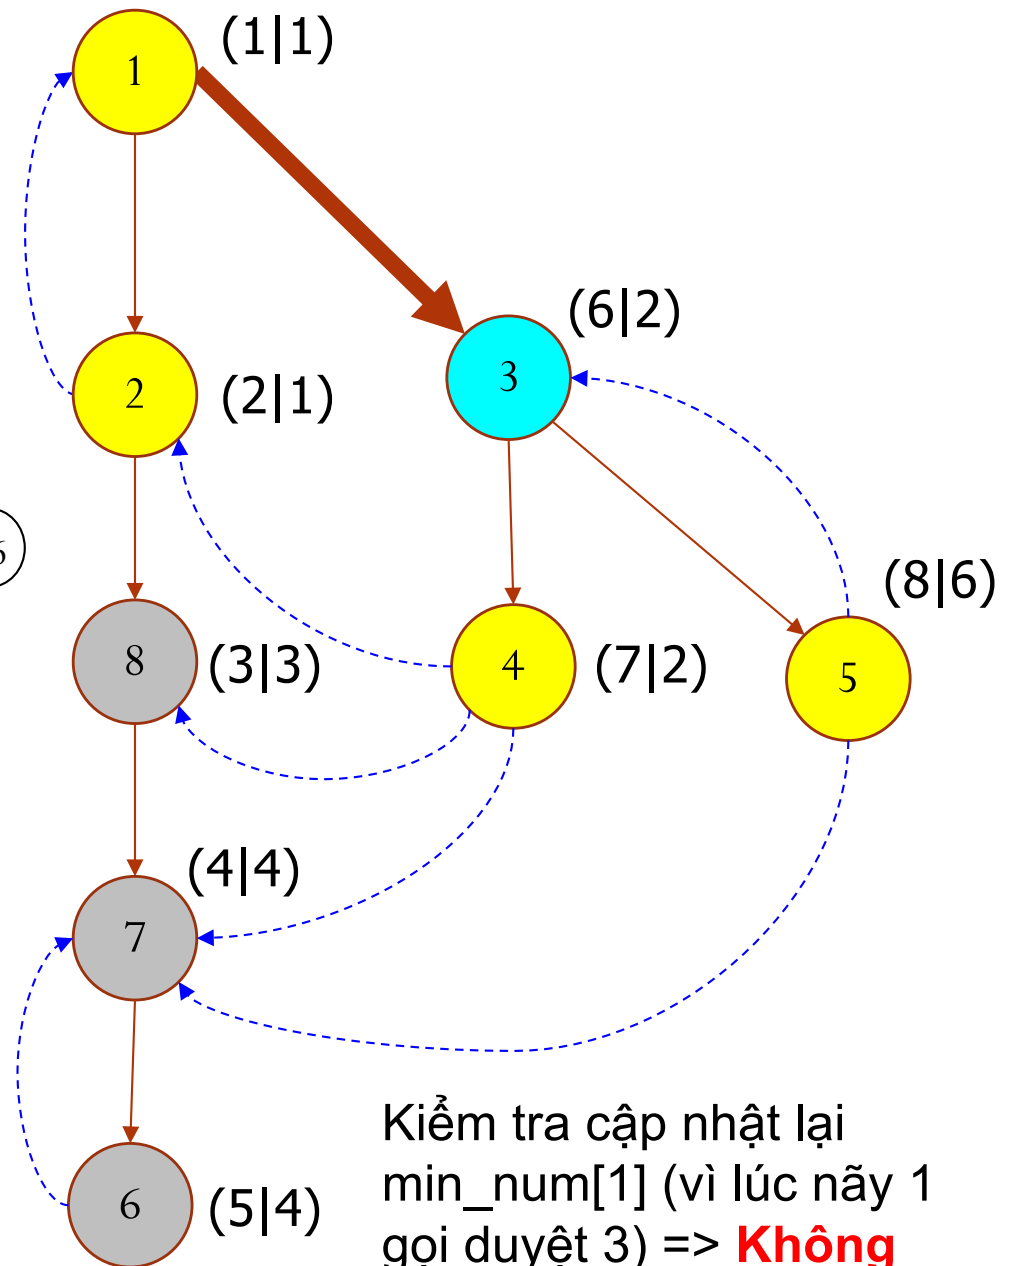 1 (1|1)
(6|2)
3
2 (2|1)
(8|6)
8 (3|3) 4 (7|2) 5
(4|4)
7
Kiểm tra cập nhật lại
min_num[1] (vì lúc nãy 1
gọi duyệt 3) => Không
6 (5|4)